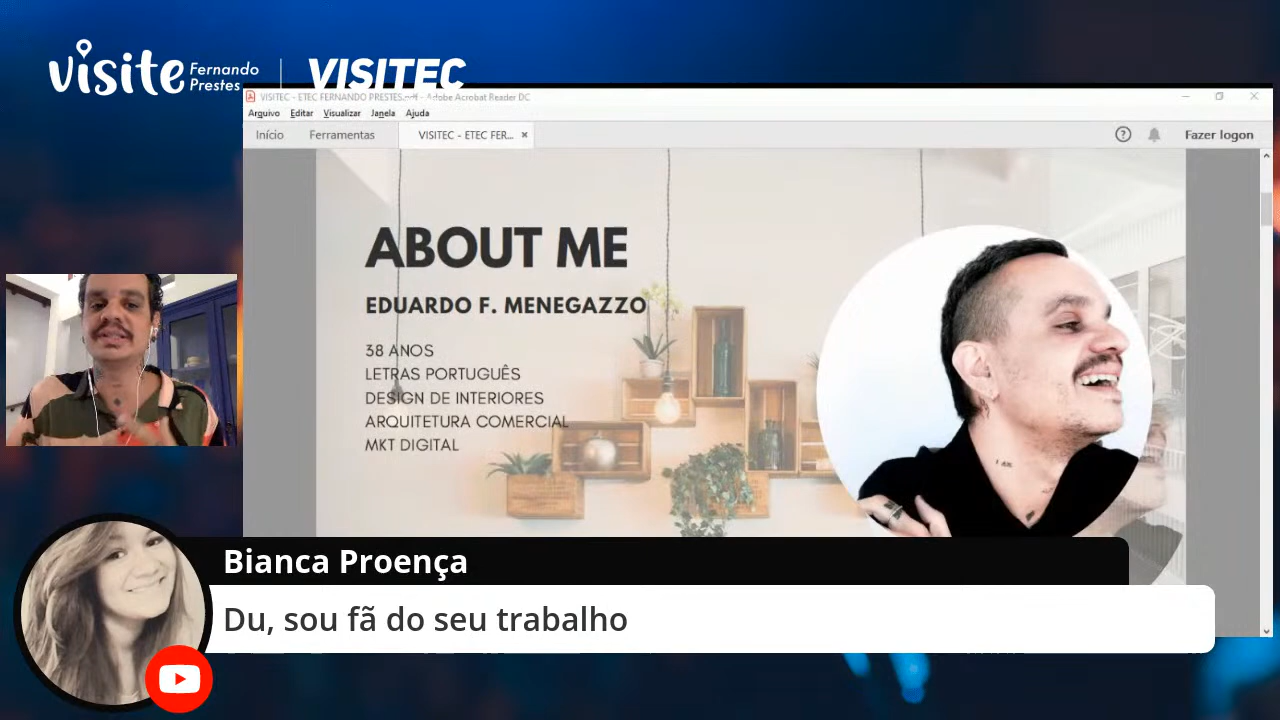 visite Fernando Prestes
VISITEC
VISITEC - ETEC FERNANDO PRESTES.pdf - Adobe Acrobat Reader DC
Arquivo Editar Visualizar Janela Ajuda
Início Ferramentas VISITEC - ETEC FER... Fazer logon
ABOUT ME
EDUARDO F. MENEGAZZO
38 ANOS
LETRAS PORTUGUÊS
DESIGN DE INTERIORES
ARQUITETURA COMERCIAL
MKT DIGITAL
I AM
Bianca Proença
Du, sou fã do seu trabalho